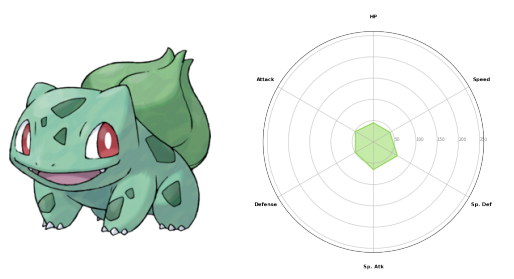 HP
Attack
Speed
50
100
150
200
250
Defense
Sp. Def
Sp. Atk